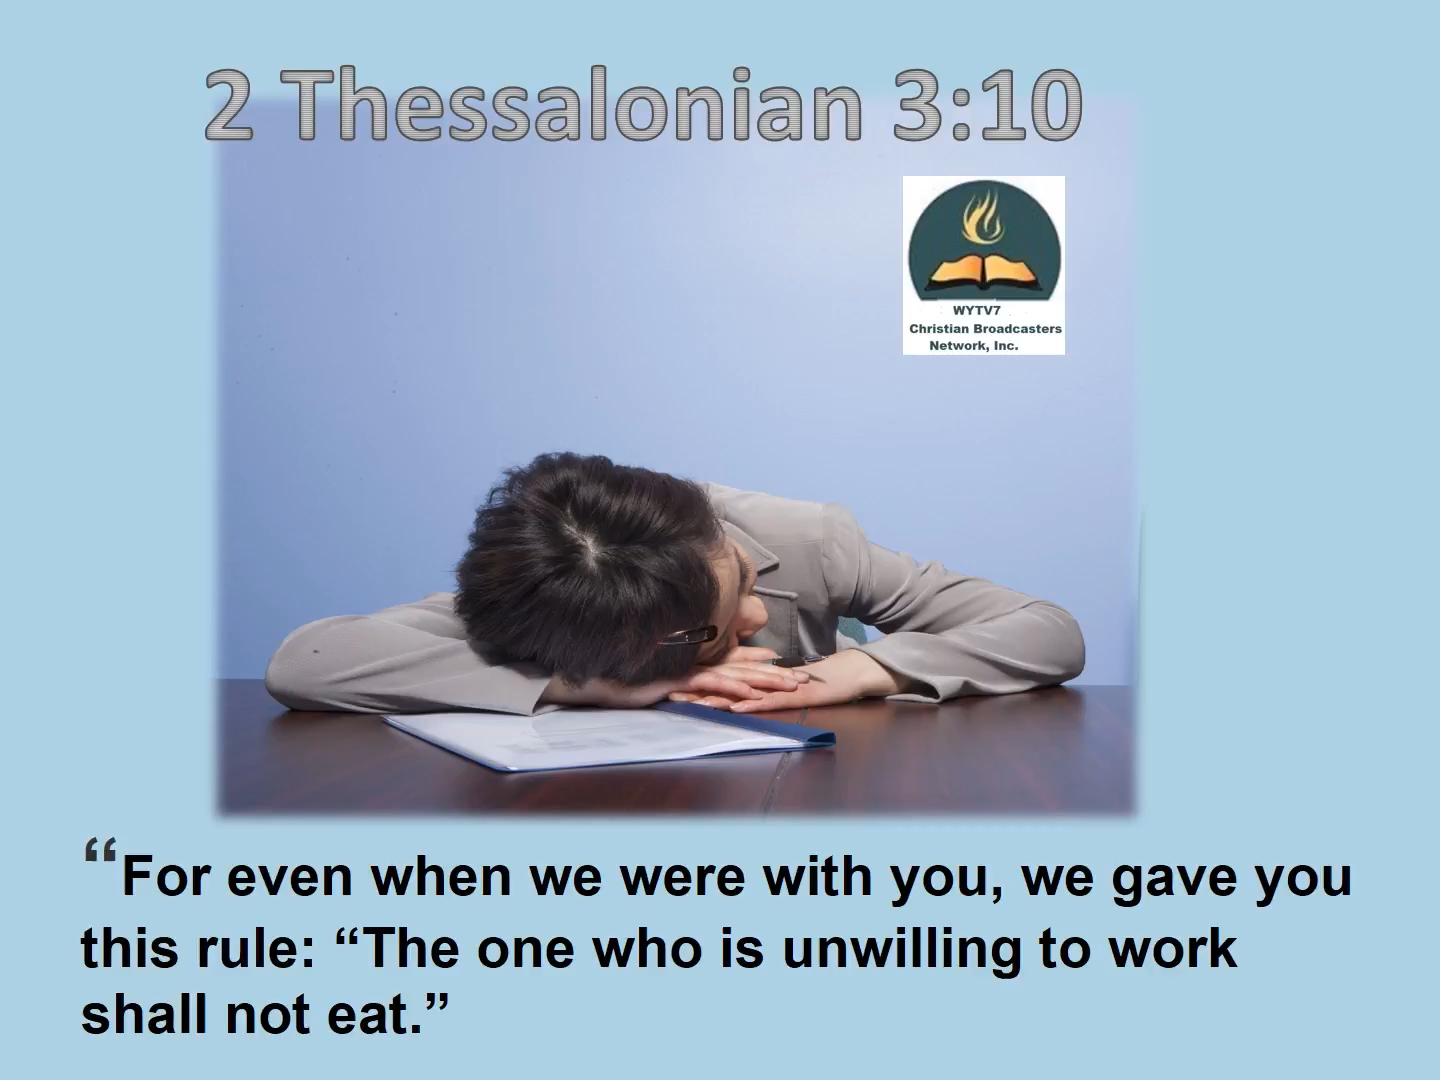 2 Thessalonian 3:10
WYTV7
Christian Broadcasters
Network, Inc.
“For even when we were with you, we gave you
this rule: “The one who is unwilling to work
shall not eat.”